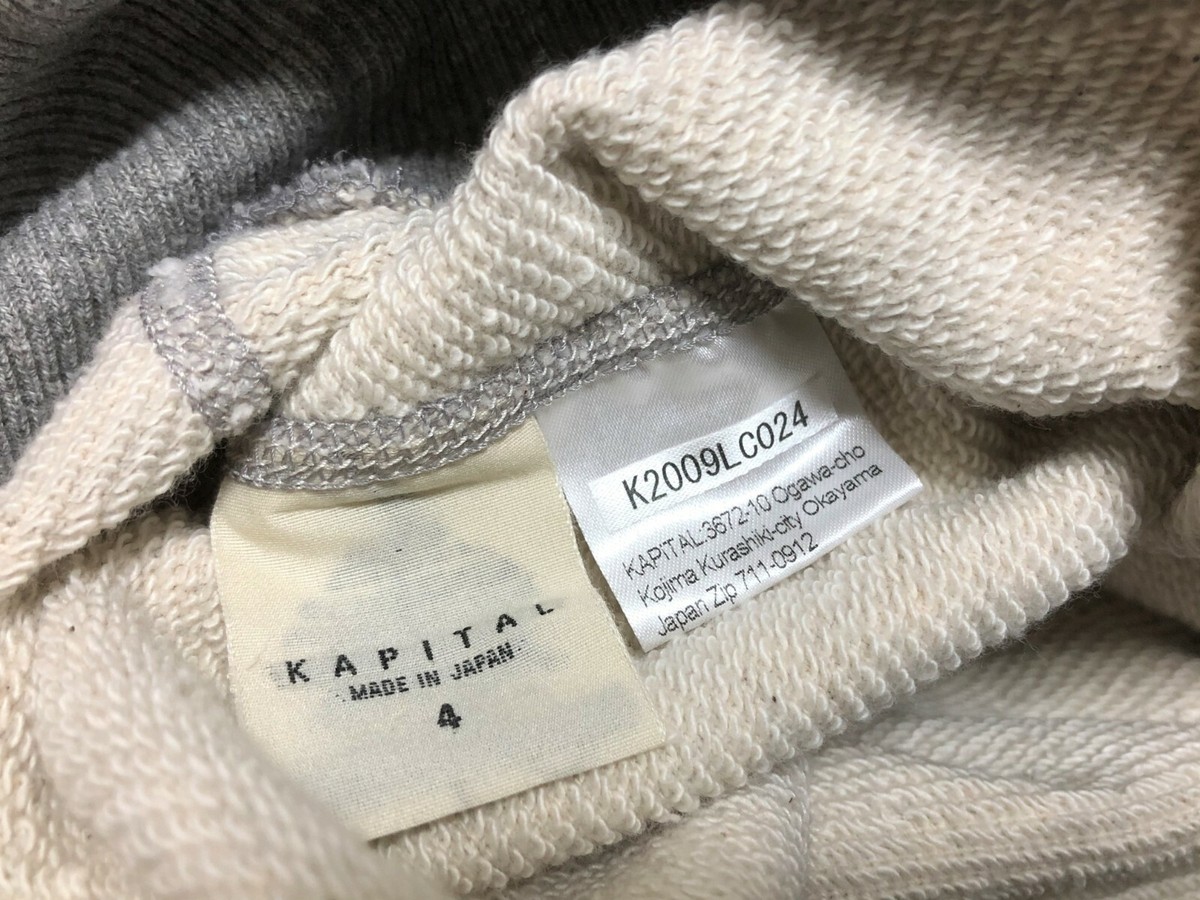 KAPITAL
MADE IN JAPAN
4
K2009LC024
KAPITAL.3672-10 Ogawa-cho
Kojima Kurashiki-city Okayama
Japan Zip 711-0912